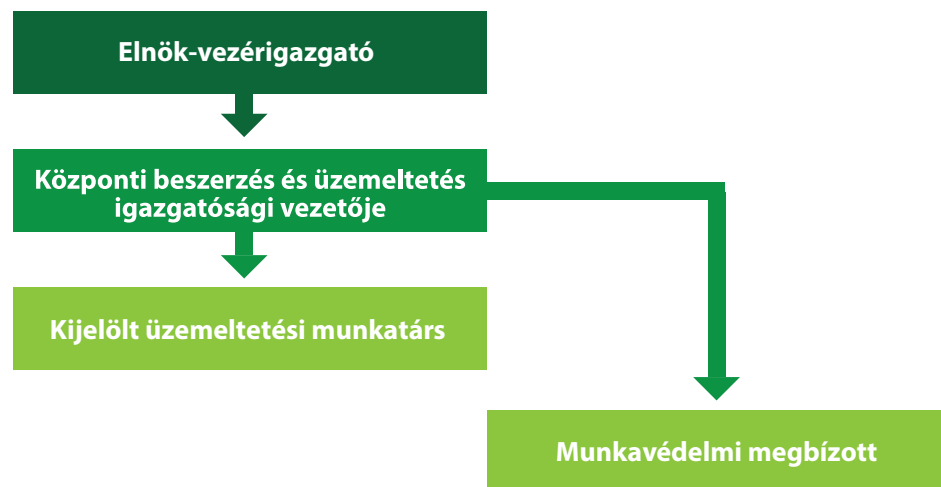 Elnök-vezérigazgató
Központi beszerzés és üzemeltetés
igazgatósági vezetője
Kijelölt üzemeltetési munkatárs
Munkavédelmi megbízott